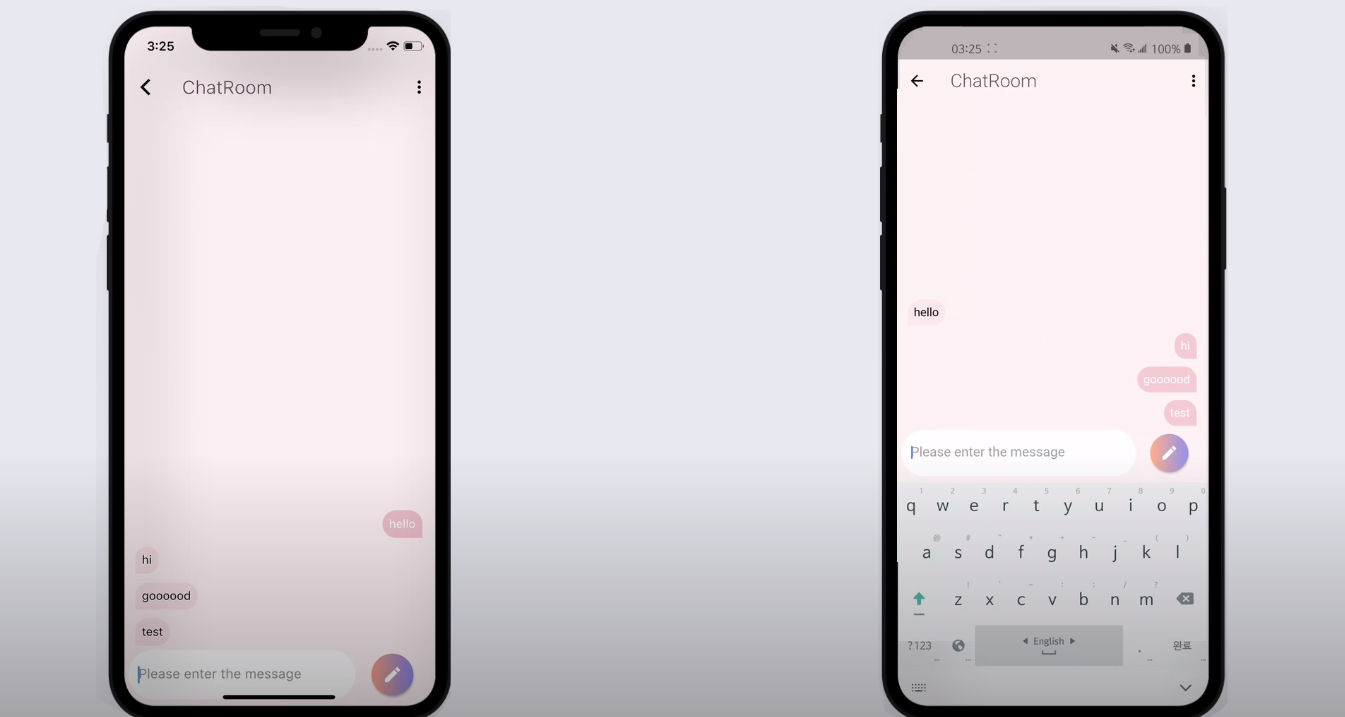 3:25
ChatRoom
hello
hi
goooood
test
Please enter the message
03:25 100%
ChatRoom
hello
hi
goooood
test
Please enter the message
1 2 3 4 5 6 7 8 9 0
q w e r t y u i o p
a s d f g h j k l
z x c v b n m
?123 English . 완료